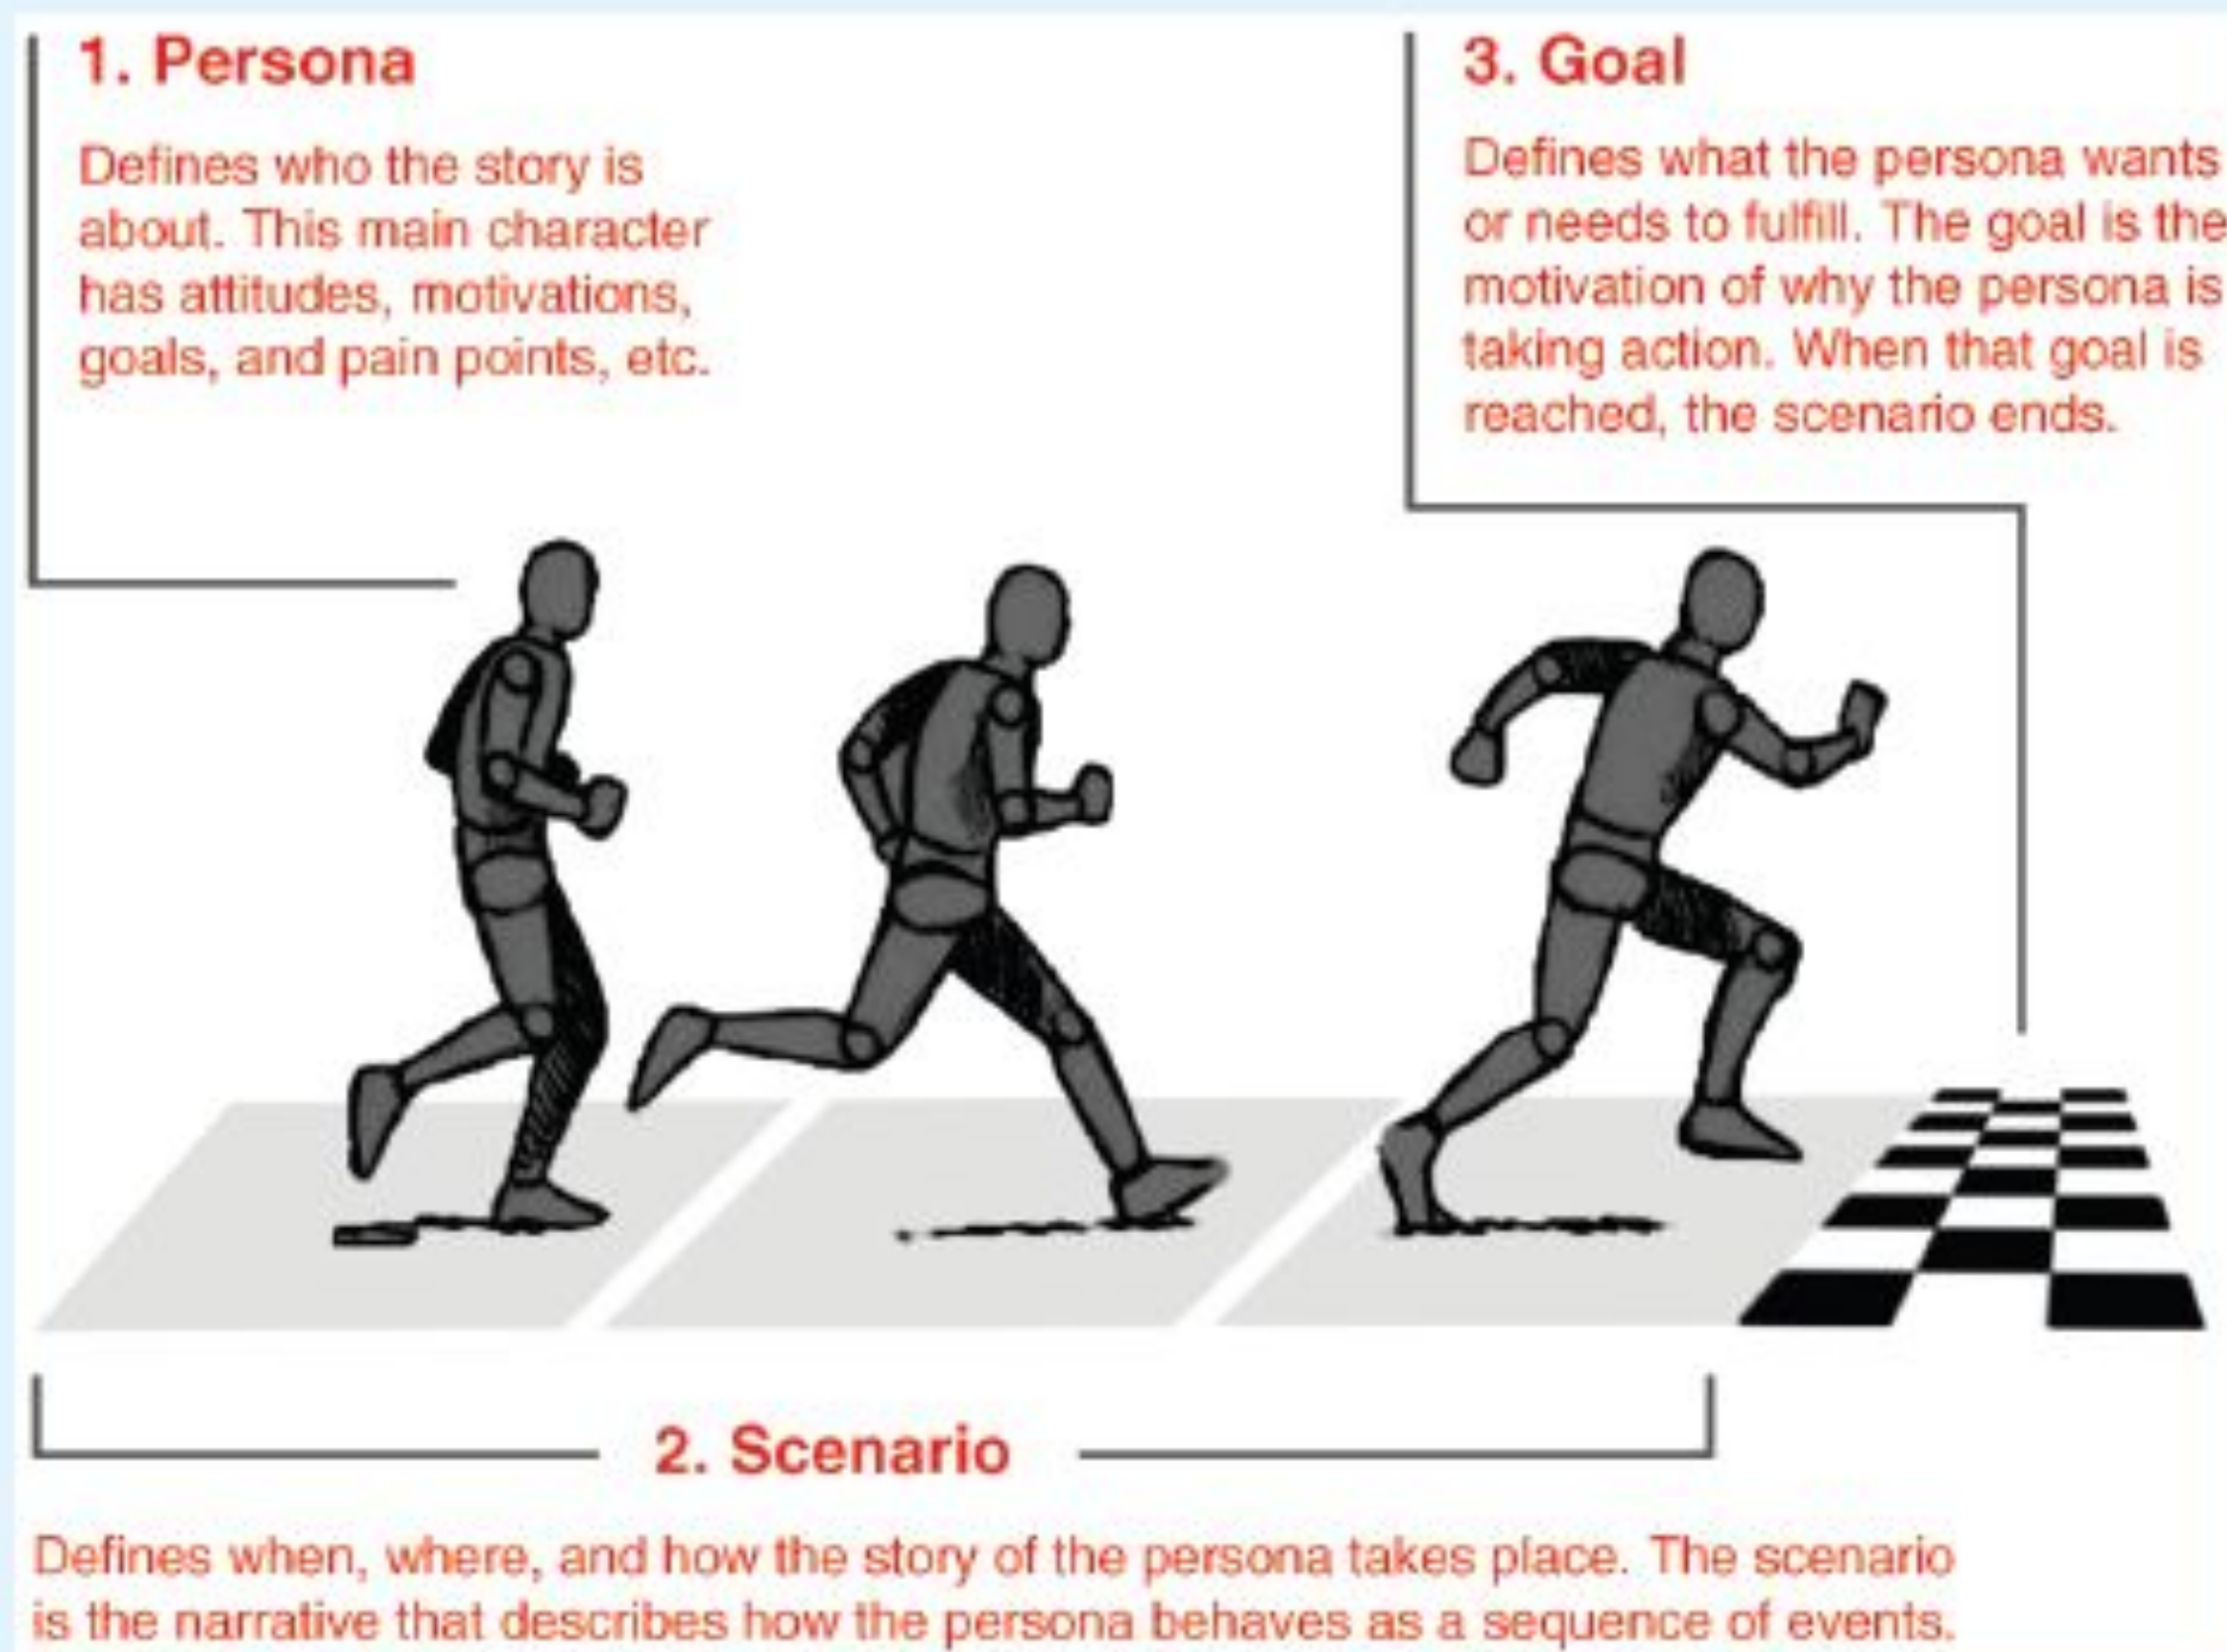 1. Persona
Defines who the story is
about. This main character
has attitudes, motivations,
goals, and pain points, etc.
3. Goal
Defines what the persona wants
or needs to fulfill. The goal is the
motivation of why the persona is
taking action. When that goal is
reached, the scenario ends.
2. Scenario
Defines when, where, and how the story of the persona takes place. The scenario
is the narrative that describes how the persona behaves as a sequence of events.